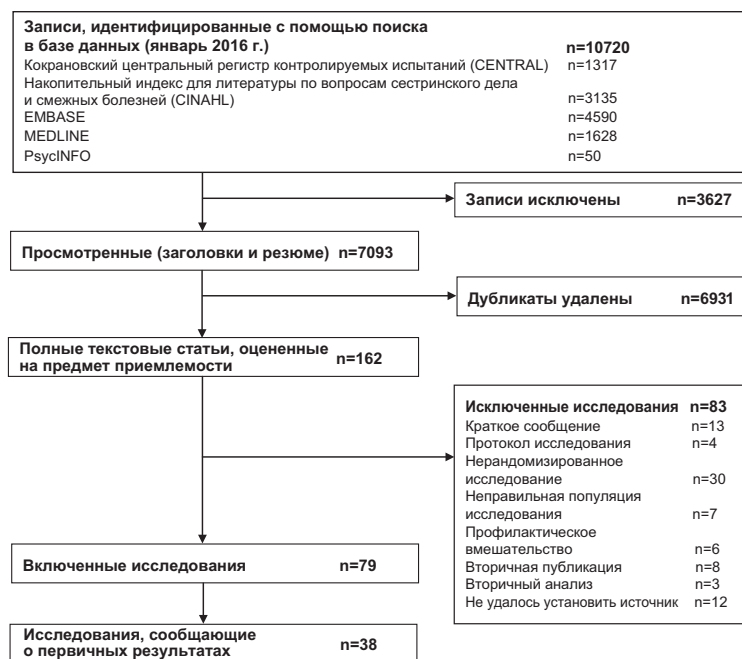 Записи, идентифицированные с помощью поиска
в базе данных (январь 2016 г.) n=10720
Кокрановский центральный регистр контролируемых испытаний (CENTRAL) n=1317
Накопительный индекс для литературы по вопросам сестринского дела
и смежных болезней (CINAHL) n=3135
EMBASE n=4590
MEDLINE n=1628
PsycINFO n=50
Записи исключены n=3627
Просмотренные (заголовки и резюме) n=7093
Дубликаты удалены n=6931
Полные текстовые статьи, оцененные
на предмет приемлемости n=162
Исключенные исследования n=83
Краткое сообщение n=13
Протокол исследования n=4
Нерандомизированное
исследование n=30
Неправильная популяция
исследования n=7
Профилактическое
вмешательство n=6
Вторичная публикация n=8
Вторичный анализ n=3
Не удалось установить источник n=12
Включенные исследования n=79
Исследования, сообщающие
о первичных результатах n=38